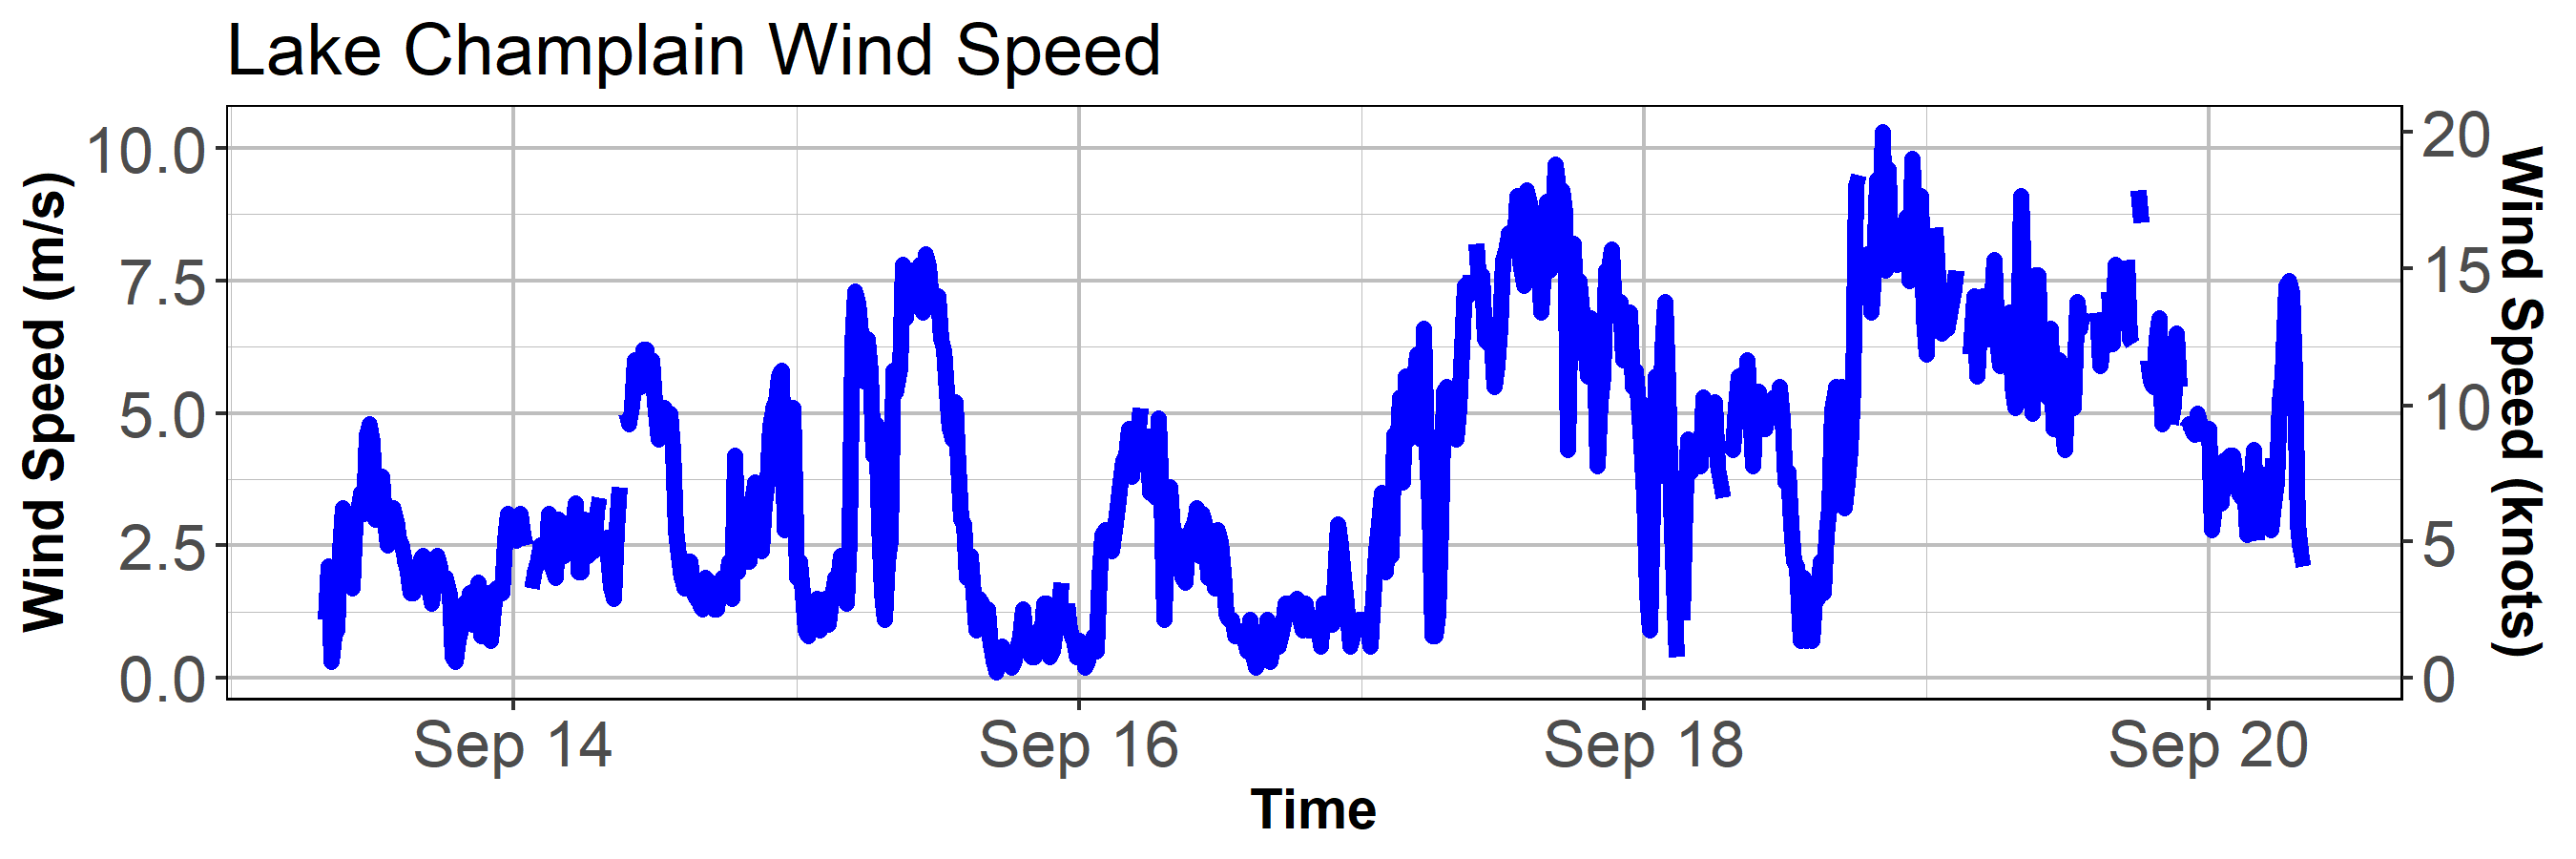 Lake Champlain Wind Speed
Wind Speed (m/s)
10.0
7.5
5.0
2.5
0.0
20
15
10
5
0
Wind Speed (knots)
Sep 14 Sep 16 Sep 18 Sep 20
Time